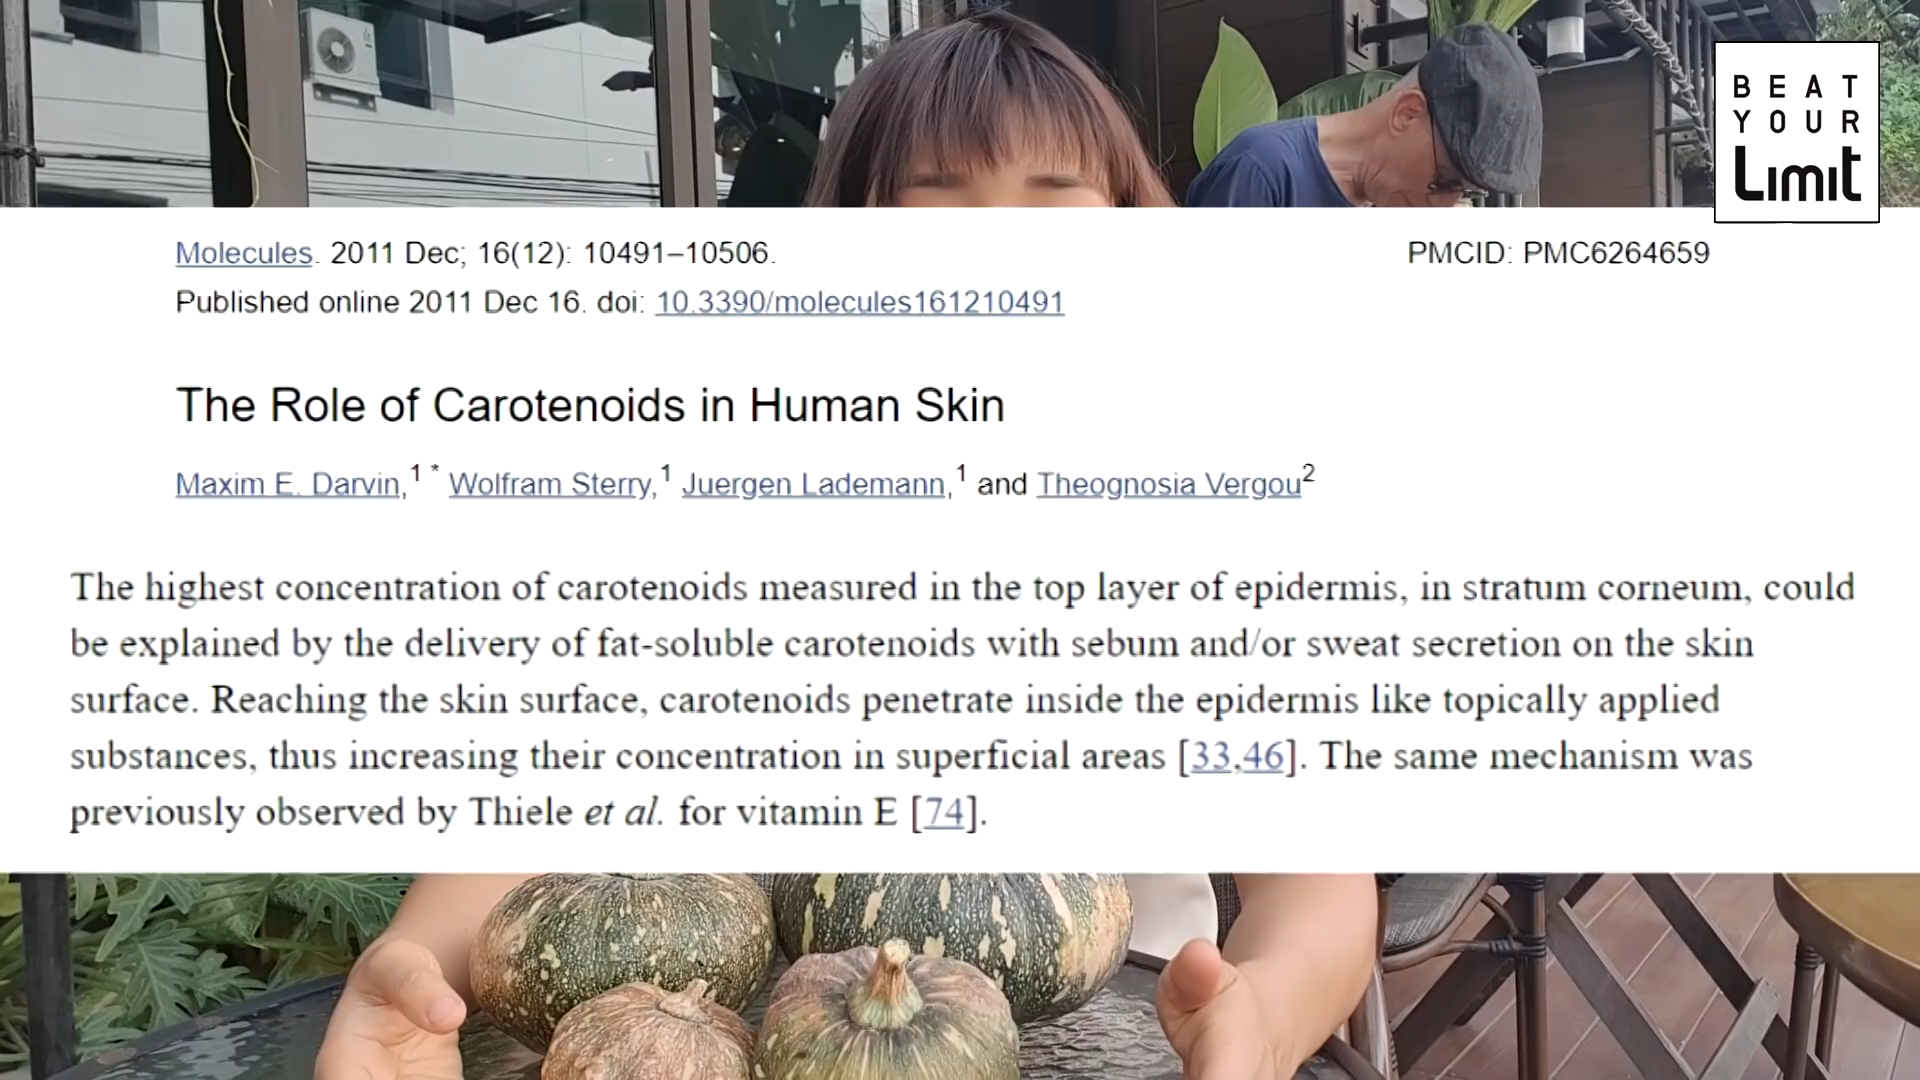 BEAT
YOUR
Limit
Molecules. 2011 Dec; 16(12): 10491–10506.
PMCID: PMC6264659
Published online 2011 Dec 16. doi: 10.3390/molecules161210491
The Role of Carotenoids in Human Skin
Maxim E. Darvin,1 * Wolfram Sterry,1 Juergen Lademann,1 and Theognosia Vergou2
The highest concentration of carotenoids measured in the top layer of epidermis, in stratum corneum, could
be explained by the delivery of fat-soluble carotenoids with sebum and/or sweat secretion on the skin
surface. Reaching the skin surface, carotenoids penetrate inside the epidermis like topically applied
substances, thus increasing their concentration in superficial areas [33,46]. The same mechanism was
previously observed by Thiele et al. for vitamin E [74].